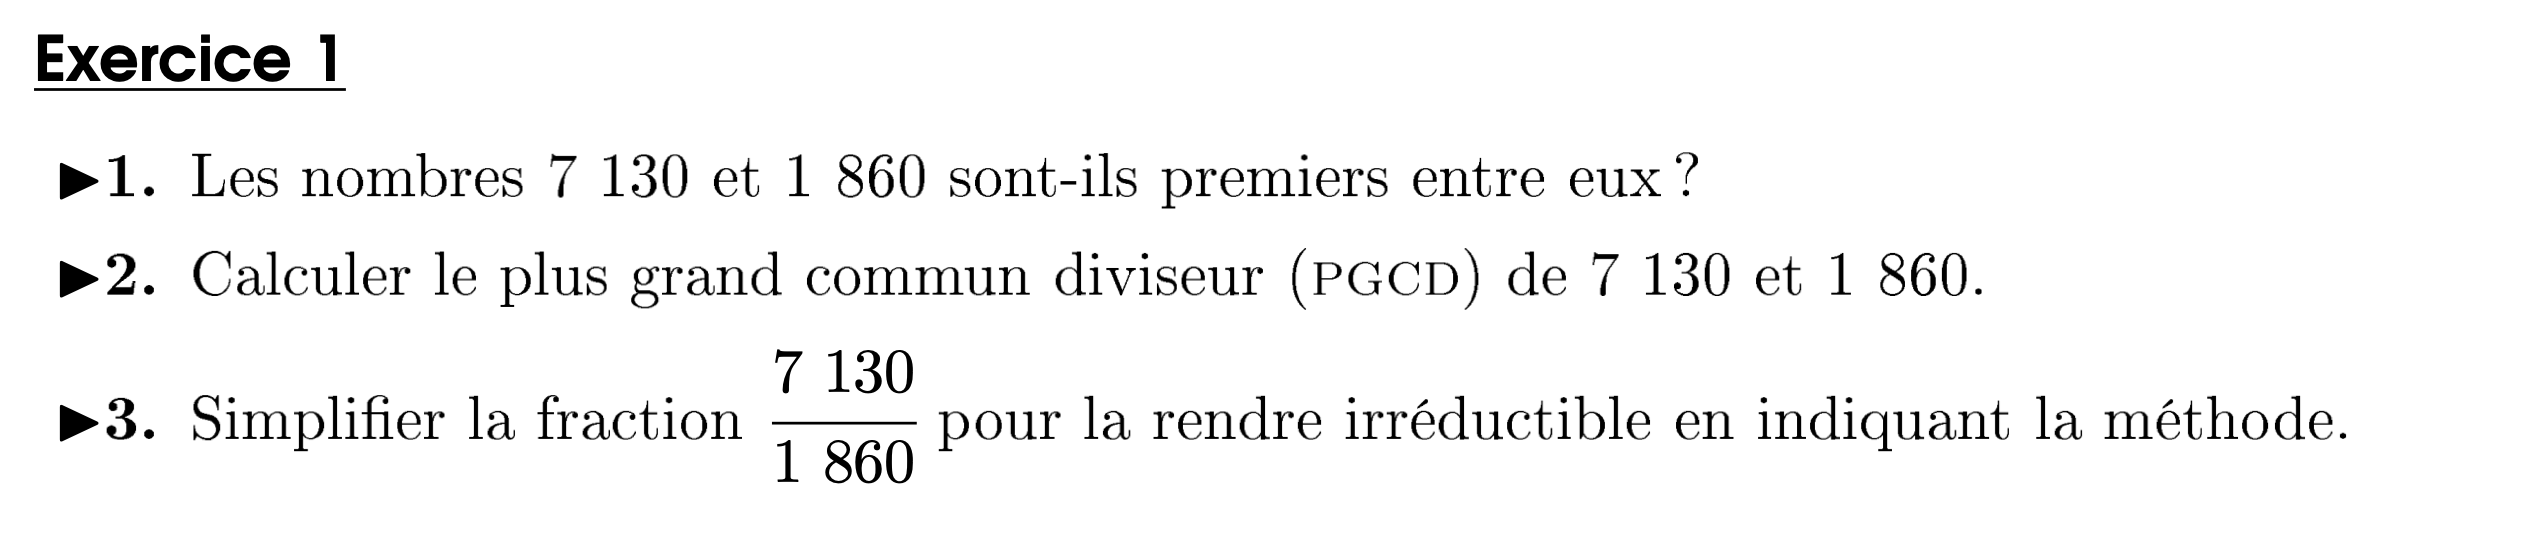 Exercice 1
▶1. Les nombres 7 130 et 1 860 sont-ils premiers entre eux ?
▶2. Calculer le plus grand commun diviseur (PGCD) de 7 130 et 1 860.
▶3. Simplifier la fraction 7 130/1 860 pour la rendre irréductible en indiquant la méthode.